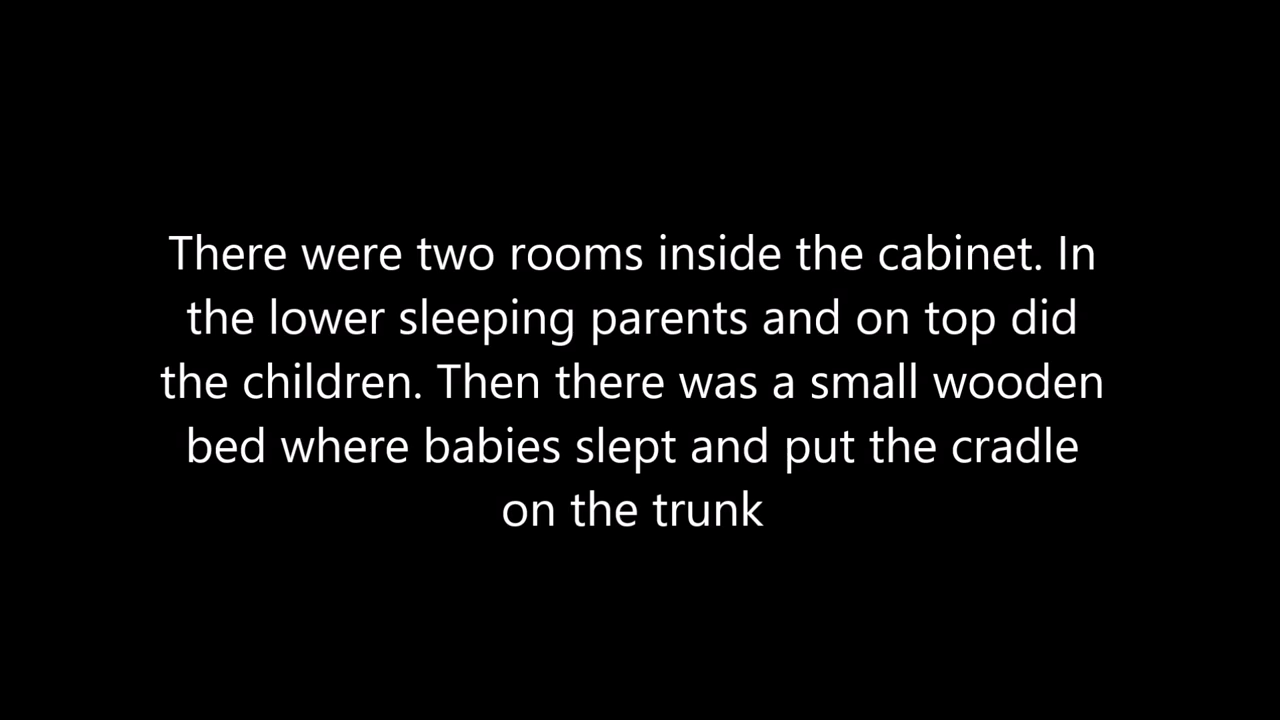 There were two rooms inside the cabinet. In
the lower sleeping parents and on top did
the children. Then there was a small wooden
bed where babies slept and put the cradle
on the trunk